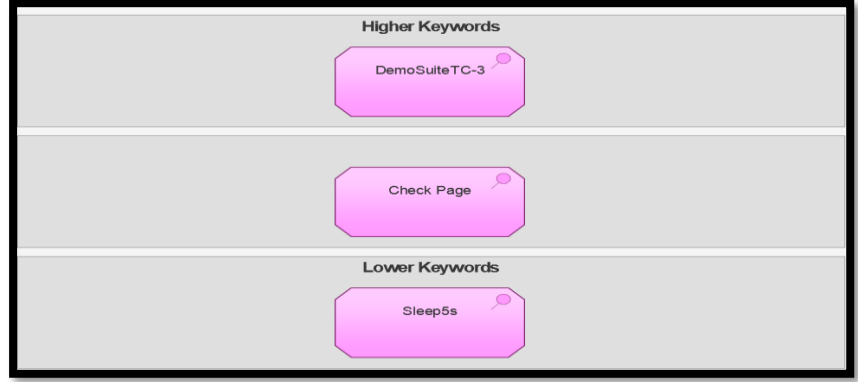 Higher Keywords
DemoSuiteTC-3
Check Page
Lower Keywords
Sleep5s